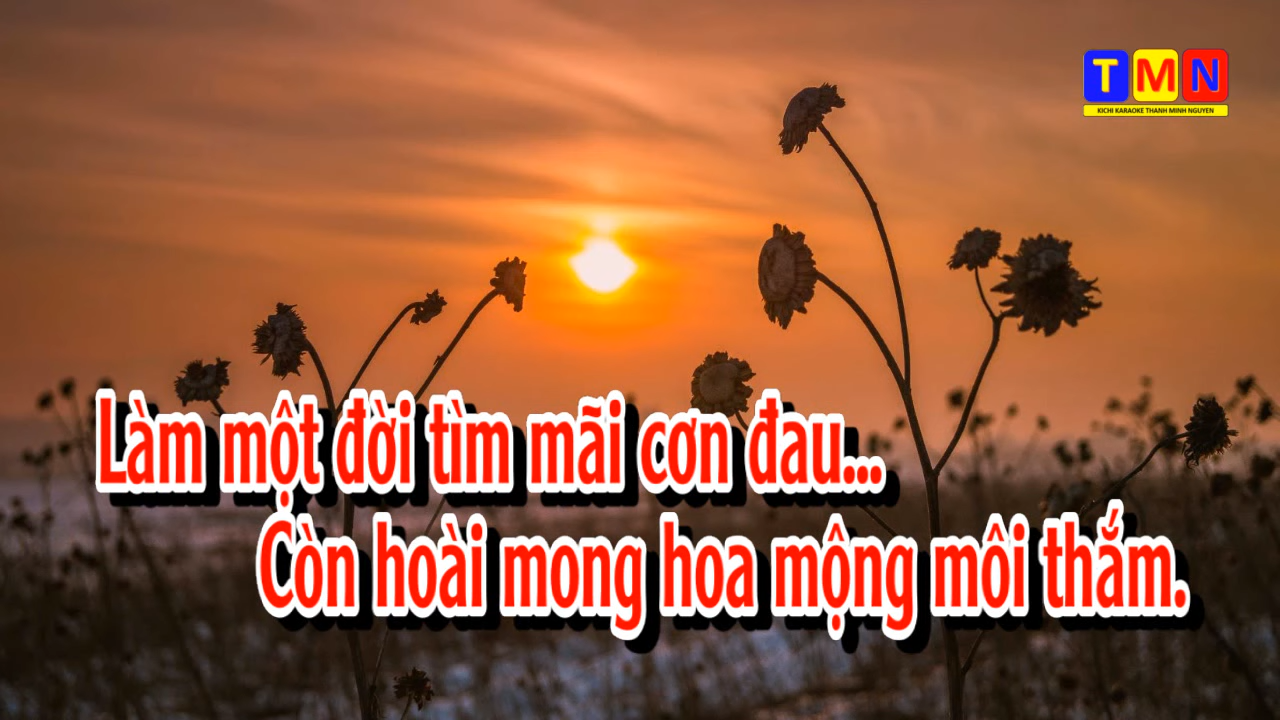 TMN
KICHI KARAOKE THANH MINH NGUYEN
Làm một đời tìm mãi cơn đau...
Còn hoài mong hoa mộng môi thắm.